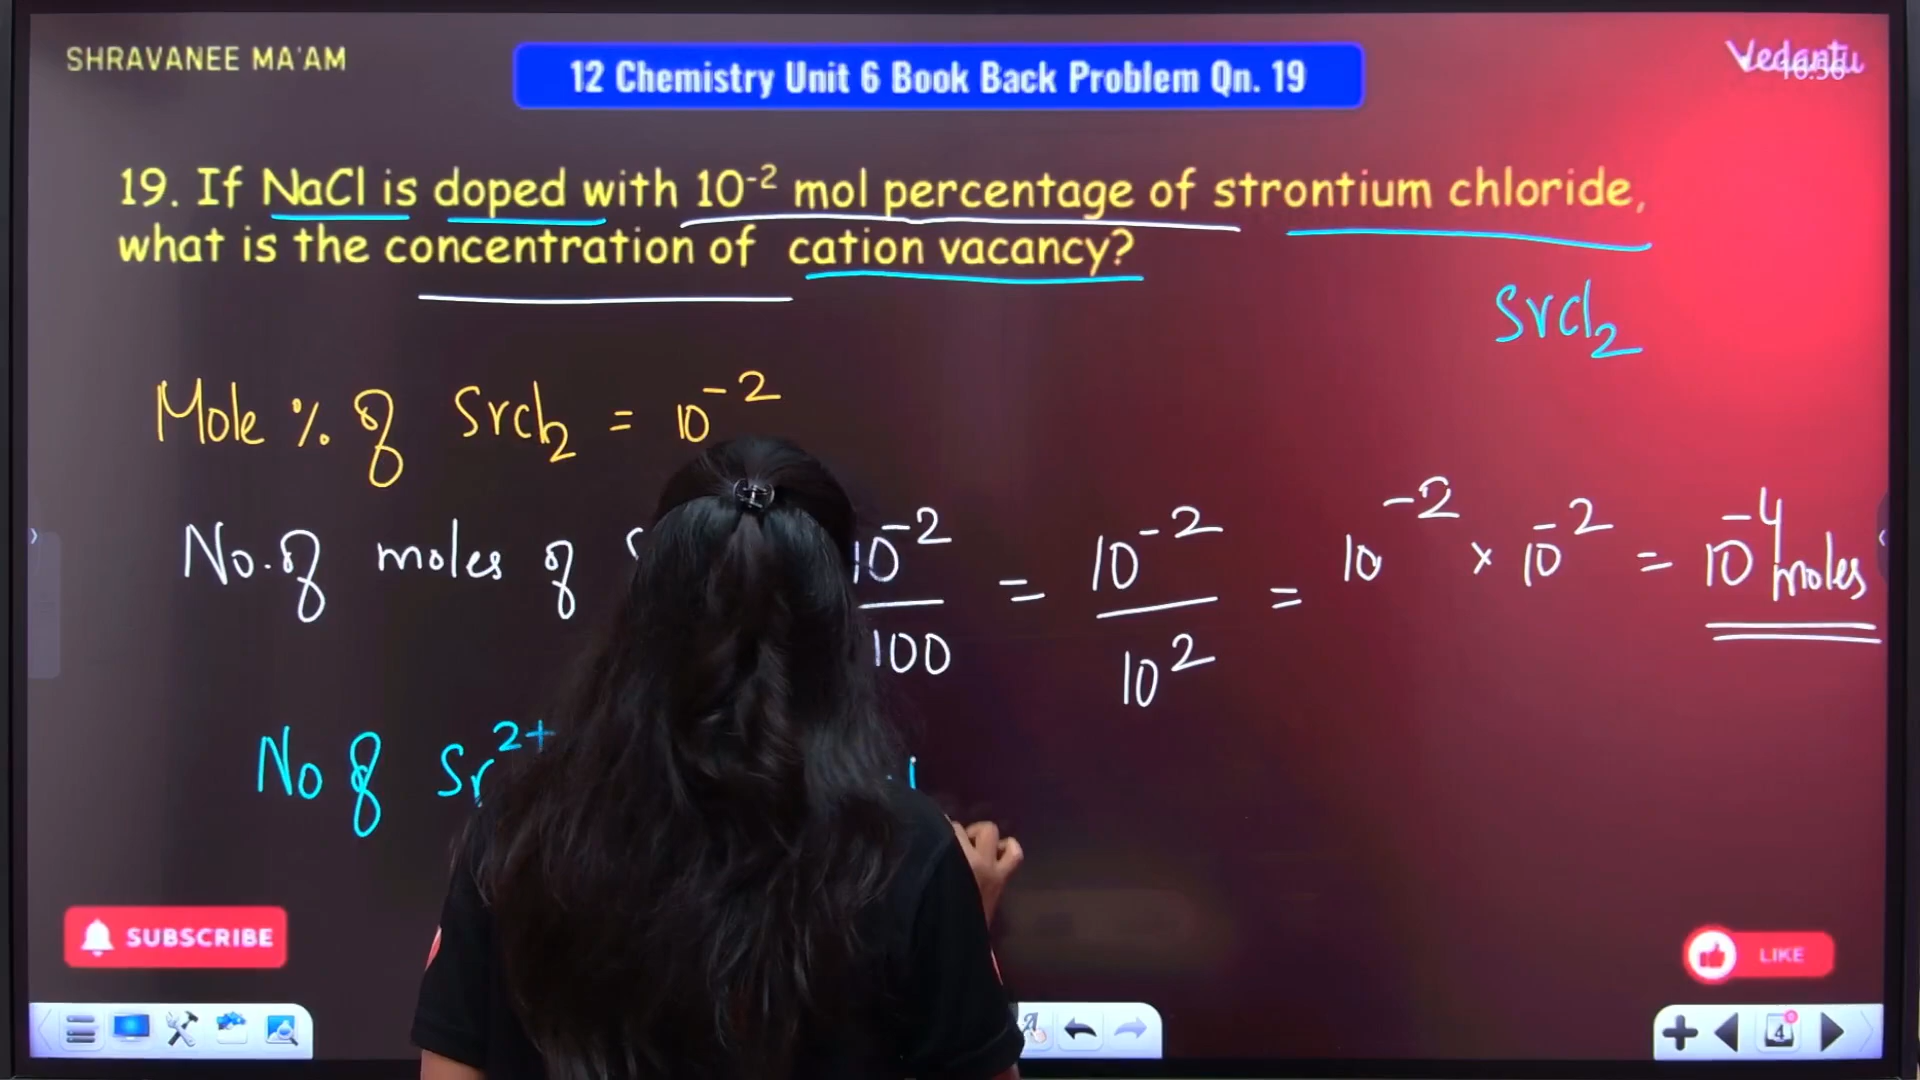 SHRAVANEE MA'AM
12 Chemistry Unit 6 Book Back Problem Qn. 19
Vedantu
19. If NaCl is doped with 10⁻² mol percentage of strontium chloride,
what is the concentration of cation vacancy?
SrCl₂
Mole % of SrCl₂ = 10⁻²
No. of moles of 10⁻²/100 = 10⁻²/10² = 10⁻² × 10⁻² = 10⁻⁴ moles
No of Sr²⁺
SUBSCRIBE
LIKE
4